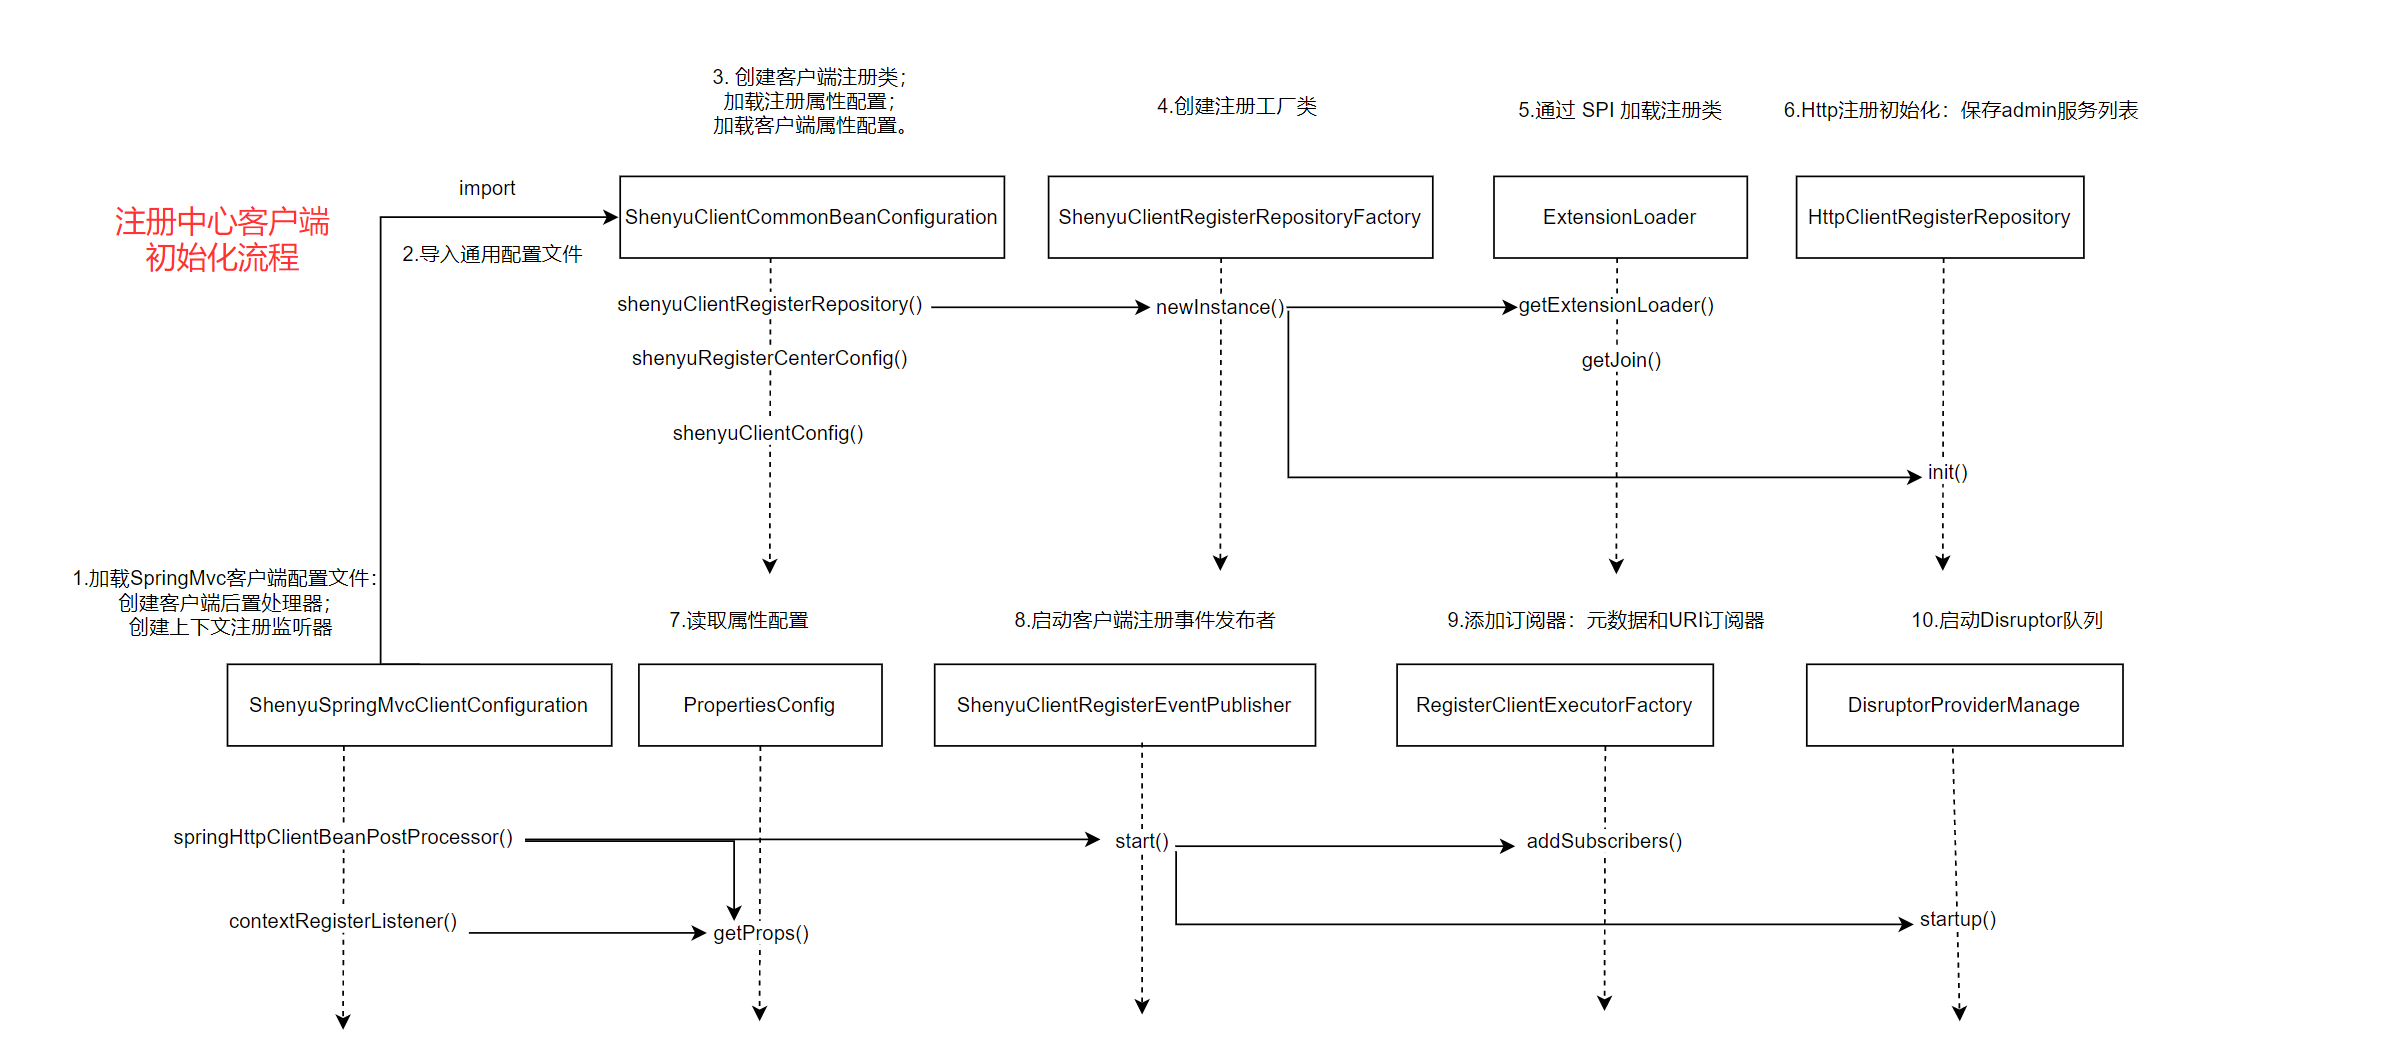 3. 创建客户端注册类；
加载注册属性配置；
加载客户端属性配置。
4.创建注册工厂类
5.通过 SPI 加载注册类
6.Http注册初始化：保存admin服务列表
import
注册中心客户端
初始化流程
ShenyuClientCommonBeanConfiguration
ShenyuClientRegisterRepositoryFactory
ExtensionLoader
HttpClientRegisterRepository
2.导入通用配置文件
shenyuClientRegisterRepository()
newInstance()
getExtensionLoader()
shenyuRegisterCenterConfig()
getJoin()
shenyuClientConfig()
init()
1.加载SpringMvc客户端配置文件：
创建客户端后置处理器；
创建上下文注册监听器
7.读取属性配置
8.启动客户端注册事件发布者
9.添加订阅器：元数据和URI订阅器
10.启动Disruptor队列
ShenyuSpringMvcClientConfiguration
PropertiesConfig
ShenyuClientRegisterEventPublisher
RegisterClientExecutorFactory
DisruptorProviderManage
springHttpClientBeanPostProcessor()
start()
addSubscribers()
contextRegisterListener()
getProps()
startup()